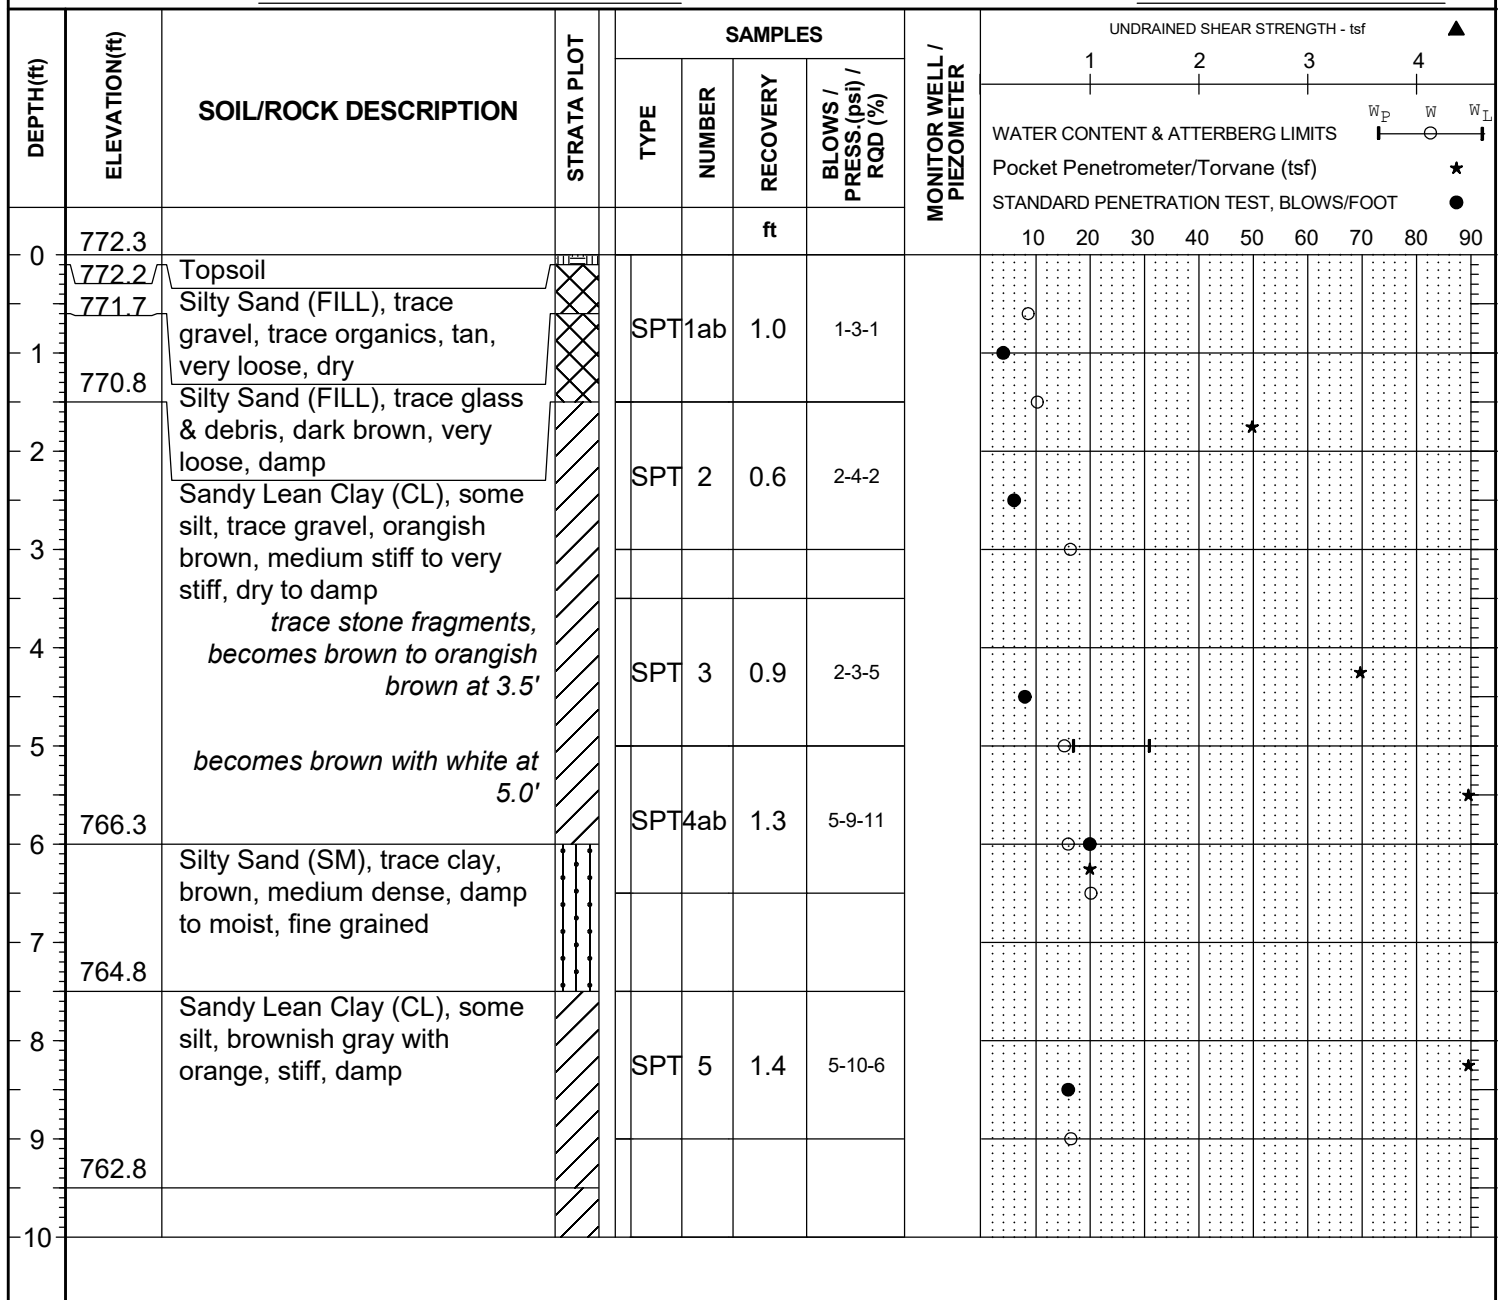 DEPTH(ft)
ELEVATION(ft)
SOIL/ROCK DESCRIPTION
STRATA PLOT
SAMPLES
TYPE
NUMBER
RECOVERY
BLOWS /
PRESS.(psi) /
RQD (%)
MONITOR WELL /
PIEZOMETER
UNDRAINED SHEAR STRENGTH - tsf
1 2 3 4
WP W WL
WATER CONTENT & ATTERBERG LIMITS
Pocket Penetrometer/Torvane (tsf)
STANDARD PENETRATION TEST, BLOWS/FOOT
ft
10 20 30 40 50 60 70 80 90
772.3
0
772.2 Topsoil
771.7 Silty Sand (FILL), trace
gravel, trace organics, tan,
very loose, dry
SPT 1ab 1.0 1-3-1
1
770.8
Silty Sand (FILL), trace glass
& debris, dark brown, very
loose, damp
2
SPT 2 0.6 2-4-2
Sandy Lean Clay (CL), some
silt, trace gravel, orangish
brown, medium stiff to very
stiff, dry to damp
3
trace stone fragments,
becomes brown to orangish
brown at 3.5'
4
SPT 3 0.9 2-3-5
5
becomes brown with white at
5.0'
766.3
SPT 4ab 1.3 5-9-11
6
Silty Sand (SM), trace clay,
brown, medium dense, damp
to moist, fine grained
7
764.8
Sandy Lean Clay (CL), some
silt, brownish gray with
orange, stiff, damp
8
SPT 5 1.4 5-10-6
9
762.8
10